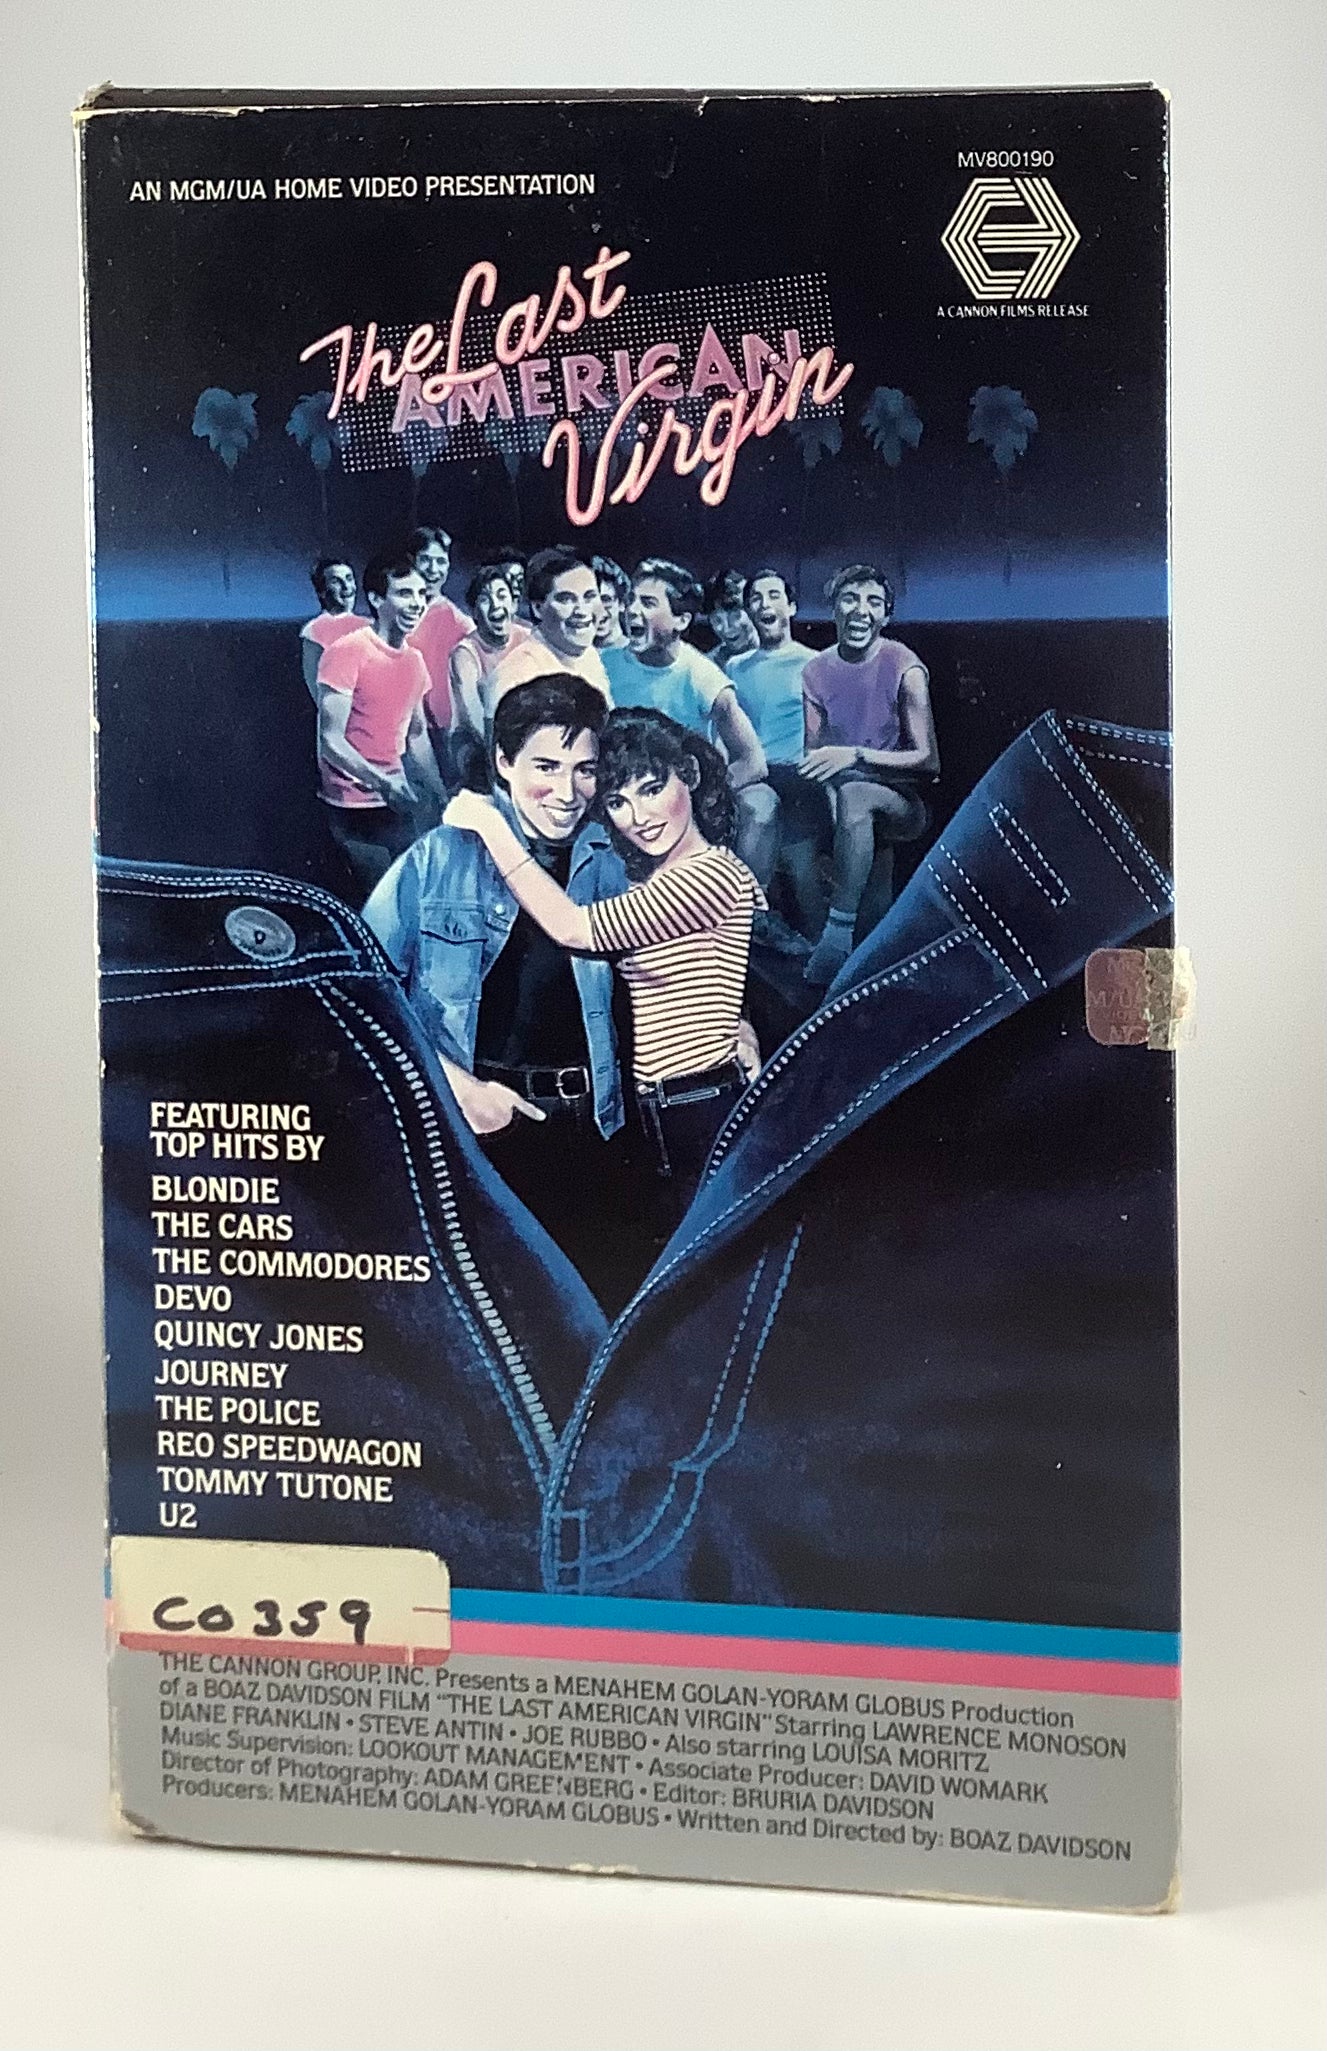 MV800190
AN MGM/UA HOME VIDEO PRESENTATION
A CANNON FILMS RELEASE
The Last
AMERICAN
Virgin
FEATURING
TOP HITS BY
BLONDIE
THE CARS
THE COMMODORES
DEVO
QUINCY JONES
JOURNEY
THE POLICE
REO SPEEDWAGON
TOMMY TUTONE
U2
CO 359
THE CANNON GROUP, INC. Presents a MENAHEM GOLAN-YORAM GLOBUS Production
of a BOAZ DAVIDSON FILM "THE LAST AMERICAN VIRGIN" Starring LAWRENCE MONOSON
DIANE FRANKLIN • STEVE ANTIN • JOE RUBBO • Also starring LOUISA MORITZ
Music Supervision: LOOKOUT MANAGEMENT • Associate Producer: DAVID WOMARK
Director of Photography: ADAM GREENBERG • Editor: BRURIA DAVIDSON
Producers: MENAHEM GOLAN-YORAM GLOBUS • Written and Directed by: BOAZ DAVIDSON